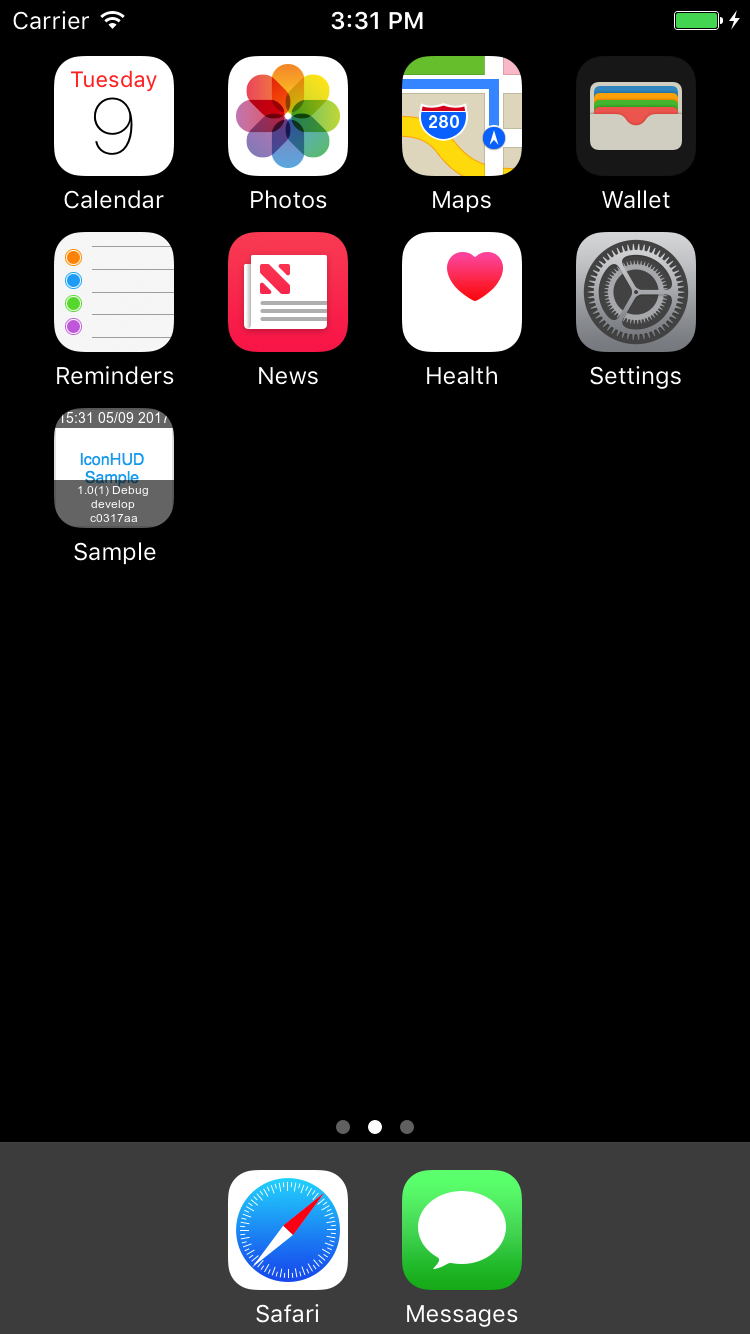 Carrier 3:31 PM
Tuesday
9
280
Calendar Photos Maps Wallet
Reminders News Health Settings
15:31 05/09 2017
IconHUD
Sample
1.0(1) Debug
develop
c0317aa
Sample
Safari Messages